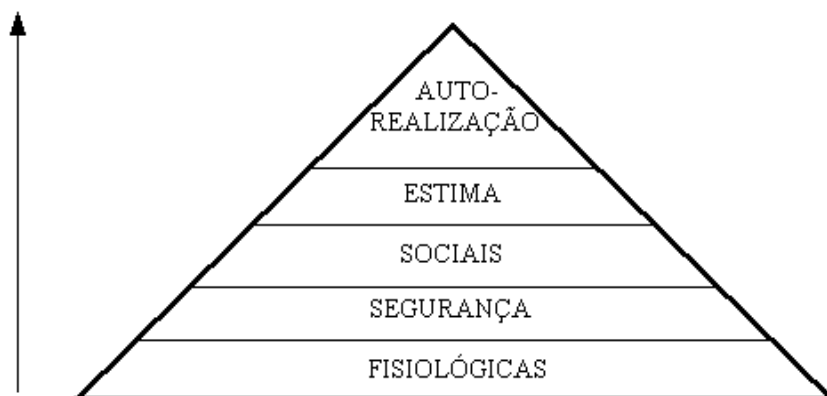 AUTO-
REALIZAÇÃO
ESTIMA
SOCIAIS
SEGURANÇA
FISIOLÓGICAS